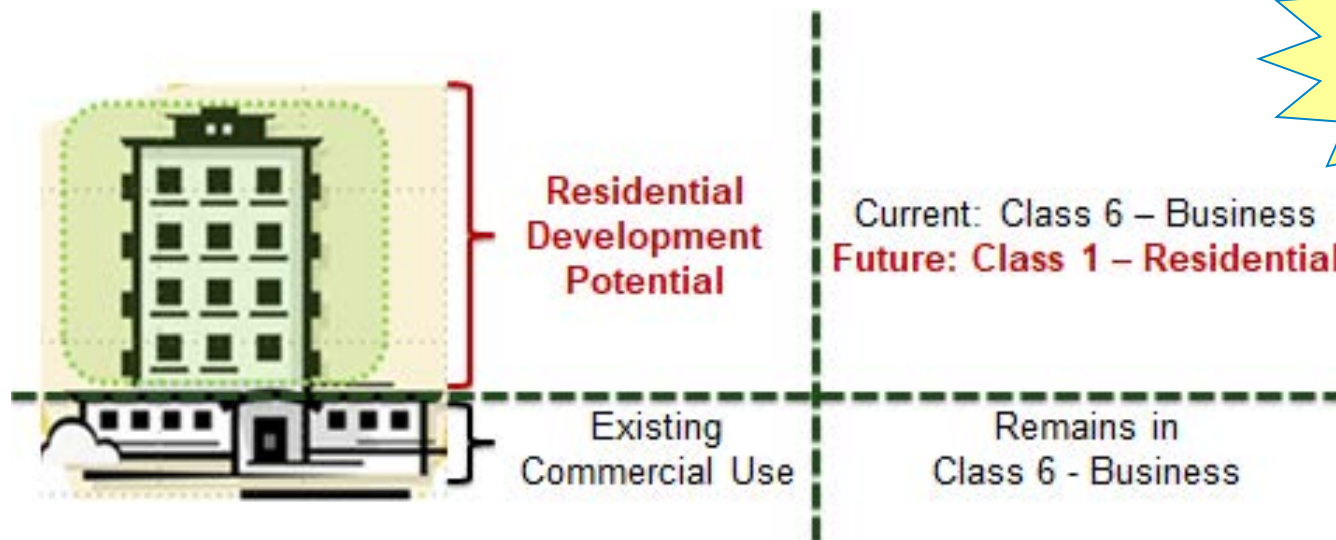 Residential
Development
Potential
Current: Class 6 – Business
Future: Class 1 – Residential
Existing
Commercial Use
Remains in
Class 6 - Business